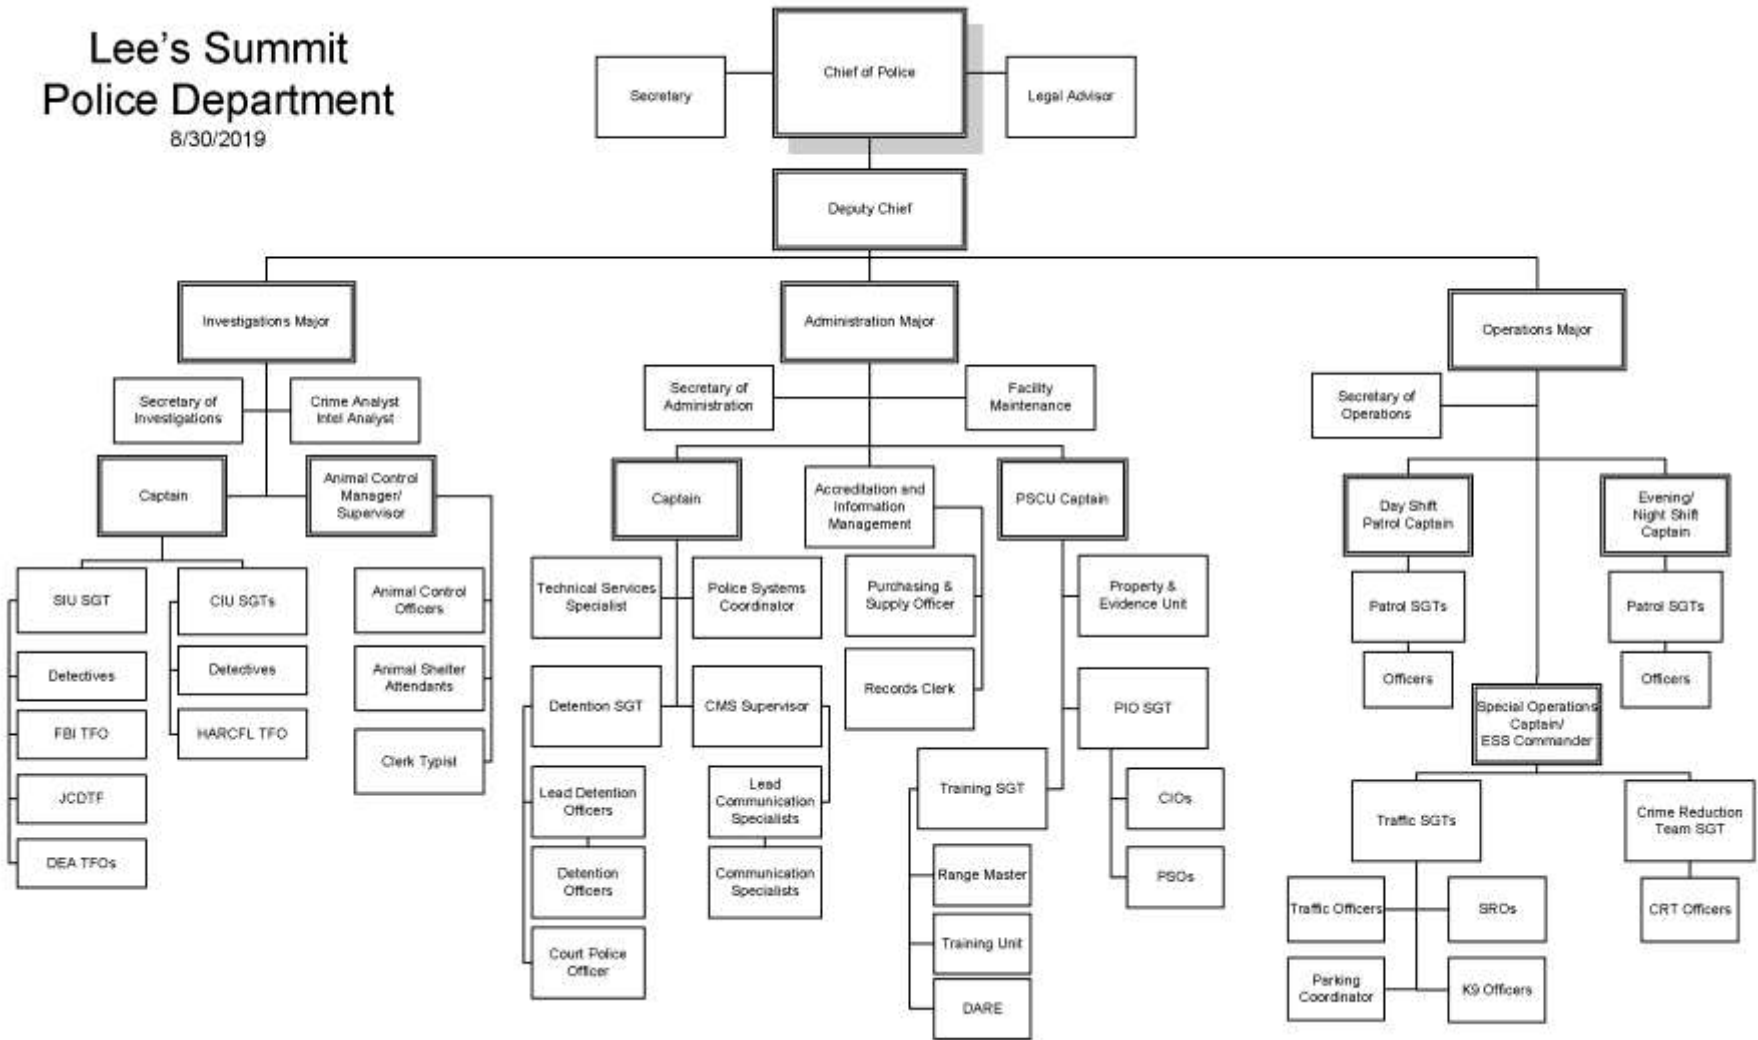 Lee's Summit
Police Department
8/30/2019
Chief of Police
Secretary
Legal Advisor
Deputy Chief
Investigations Major
Administration Major
Operations Major
Secretary of
Investigations
Crime Analyst
Intel Analyst
Secretary of
Administration
Facility
Maintenance
Secretary of
Operations
Captain
Animal Control
Manager/
Supervisor
Captain
Accreditation and
Information
Management
PSCU Captain
Day Shift
Patrol Captain
Evening/
Night Shift
Captain
SIU SGT
CIU SGTs
Animal Control
Officers
Technical Services
Specialist
Police Systems
Coordinator
Purchasing &
Supply Officer
Property &
Evidence Unit
Patrol SGTs
Patrol SGTs
Detectives
Detectives
Animal Shelter
Attendants
Detention SGT
CMS Supervisor
Records Clerk
PIO SGT
Officers
Officers
Special Operations
Captain/
ESS Commander
FBI TFO
HARCFL TFO
Clerk Typist
JCDTF
Lead Detention
Officers
Lead
Communication
Specialists
Training SGT
CIOs
Traffic SGTs
Crime Reduction
Team SGT
DEA TFOs
Detention
Officers
Communication
Specialists
Range Master
PSOs
Traffic Officers
SROs
CRT Officers
Court Police
Officer
Training Unit
Parking
Coordinator
K9 Officers
DARE